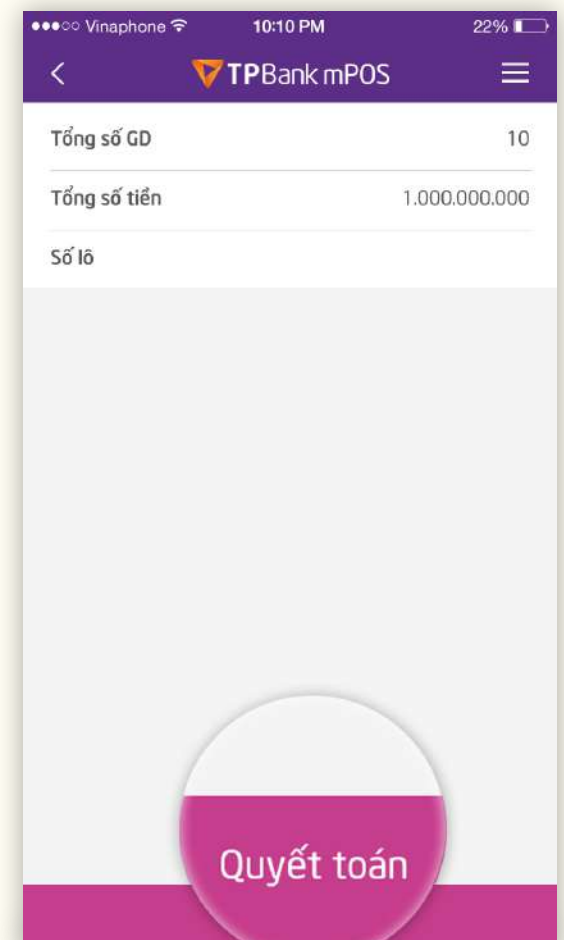 Vinaphone 10:10 PM 22%
TPBank mPOS
Tổng số GD 10
Tổng số tiền 1.000.000.000
Số lô
Quyết toán